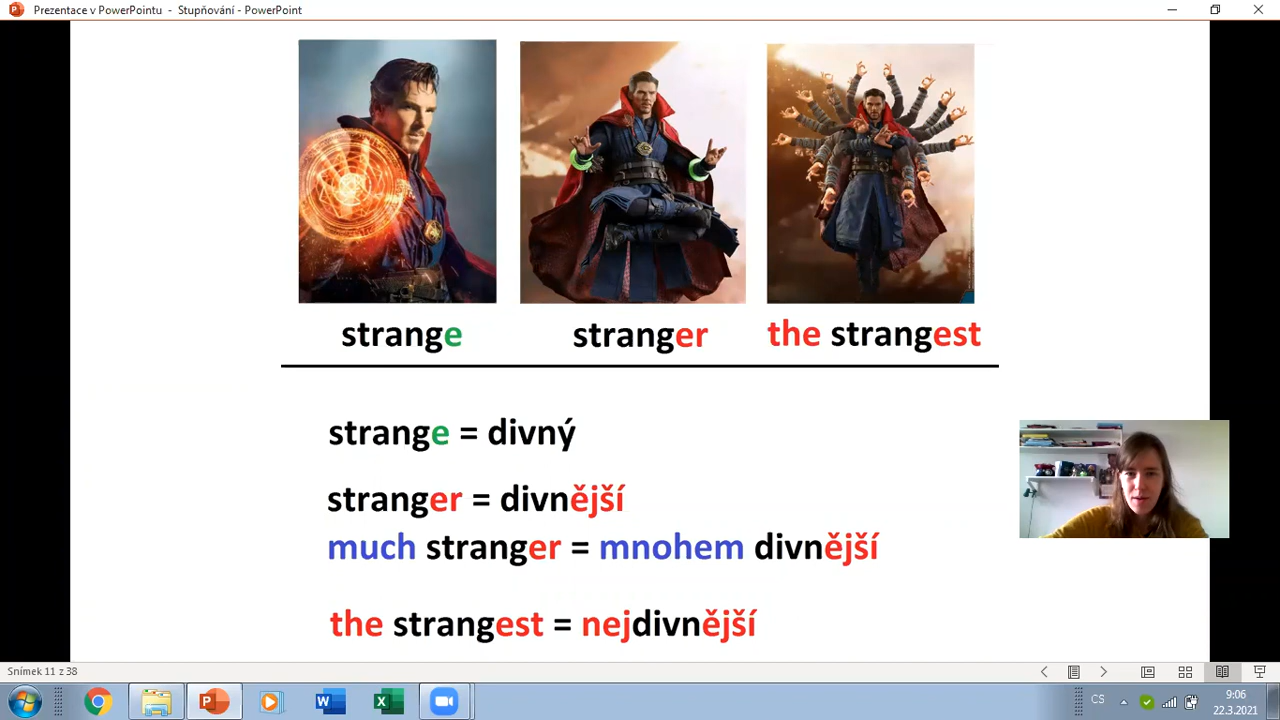 Prezentace v PowerPointu - Stupňování - PowerPoint
strange
stranger
the strangest
strange = divný
stranger = divnější
much stranger = mnohem divnější
the strangest = nejdivnější
Snímek 11 z 38
CS
9:06
22.3.2021